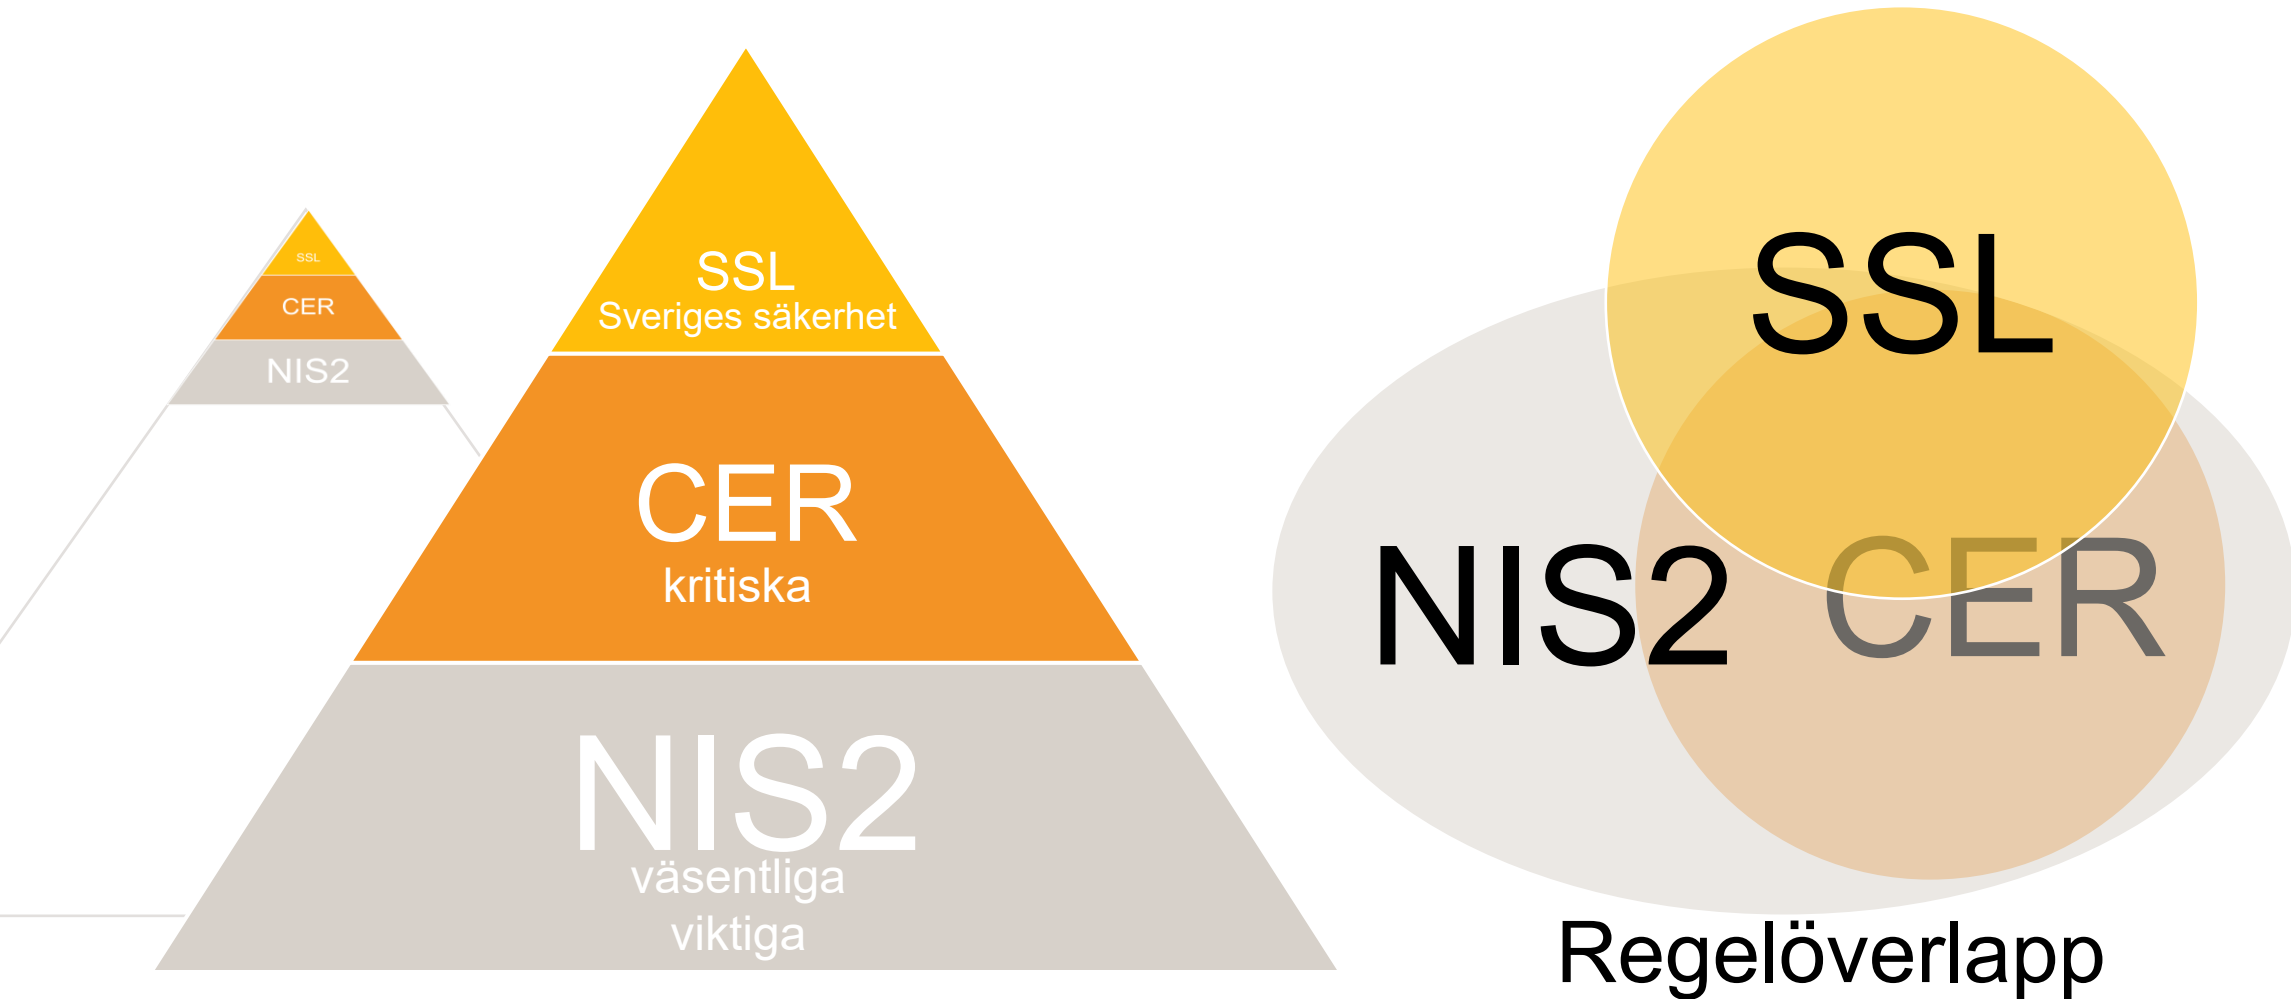 SSL
CER
NIS2
SSL
Sveriges säkerhet
CER
kritiska
NIS2
väsentliga
viktiga
SSL
NIS2 CER
Regelöverlapp